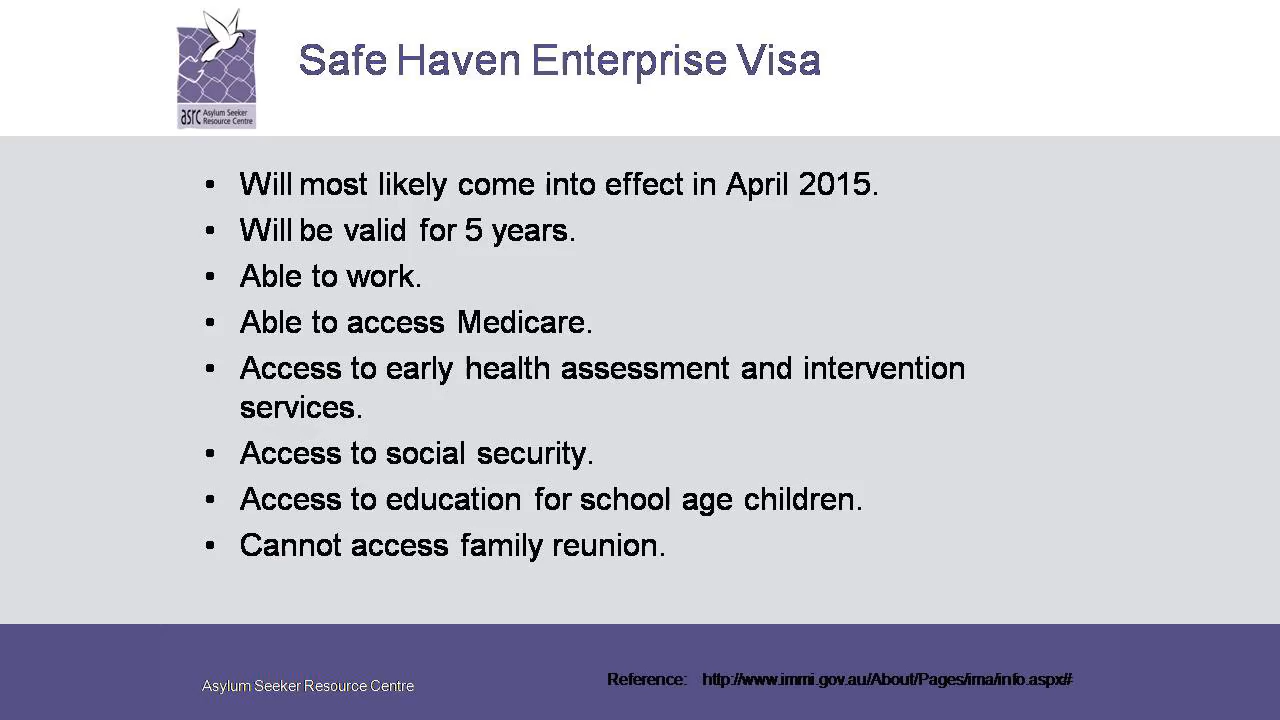 Safe Haven Enterprise Visa
asrc Asylum Seeker
Resource Centre
• Will most likely come into effect in April 2015.
• Will be valid for 5 years.
• Able to work.
• Able to access Medicare.
• Access to early health assessment and intervention
services.
• Access to social security.
• Access to education for school age children.
• Cannot access family reunion.
Asylum Seeker Resource Centre
Reference: http://www.immi.gov.au/About/Pages/ima/info.aspx#